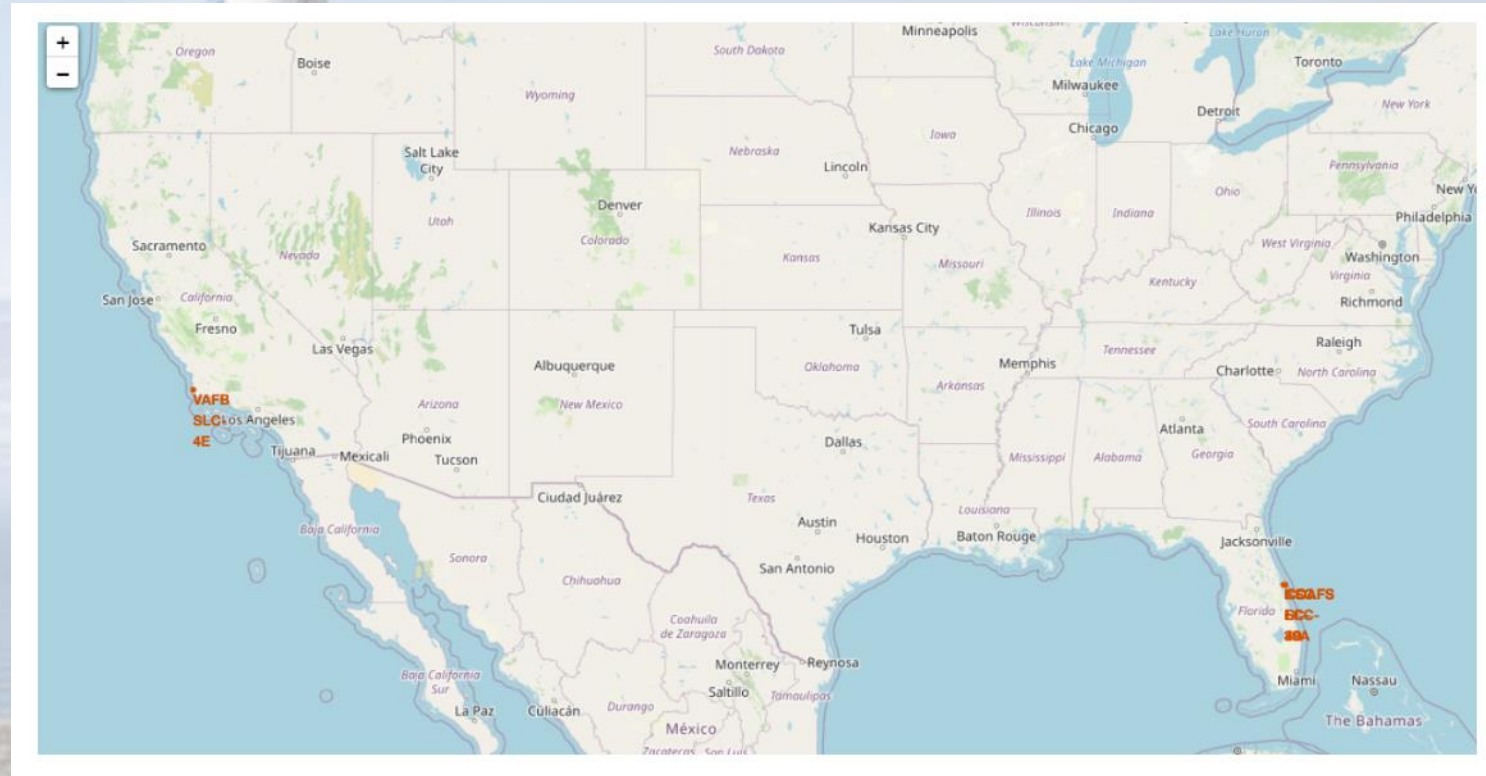 +
−
Oregon
Boise
South Dakota
Minneapolis
Wisconsin
Lake Huron
Toronto
Lake Michigan
Milwaukee
Wyoming
Detroit
New York
Chicago
Iowa
Salt Lake
City
Nebraska
Lincoln
Pennsylvania
Ohio
Denver
Utah
Illinois
Indiana
Philadelphia
Kansas City
Sacramento
Nevada
Colorado
Kansas
Missouri
West Virginia
Washington
Kentucky
Virginia
San Jose
California
Richmond
Fresno
Las Vegas
Tulsa
Raleigh
Albuquerque
Oklahoma
Memphis
Tennessee
Charlotte
North Carolina
Arkansas
VAFB
SLC-
4E
Los Angeles
Arizona
New Mexico
Phoenix
Dallas
Atlanta
South Carolina
Tijuana
Mexicali
Tucson
Mississippi
Alabama
Georgia
Ciudad Juárez
Texas
Louisiana
Austin
Baja California
Houston
Baton Rouge
Jacksonville
Sonora
San Antonio
Chihuahua
Florida
Coahuila
de Zaragoza
Monterrey
Reynosa
Baja California
Sur
Saltillo
Tamaulipas
Miami
Nassau
La Paz
Culiacán
Durango
México
The Bahamas
Zacatecas
San Luis